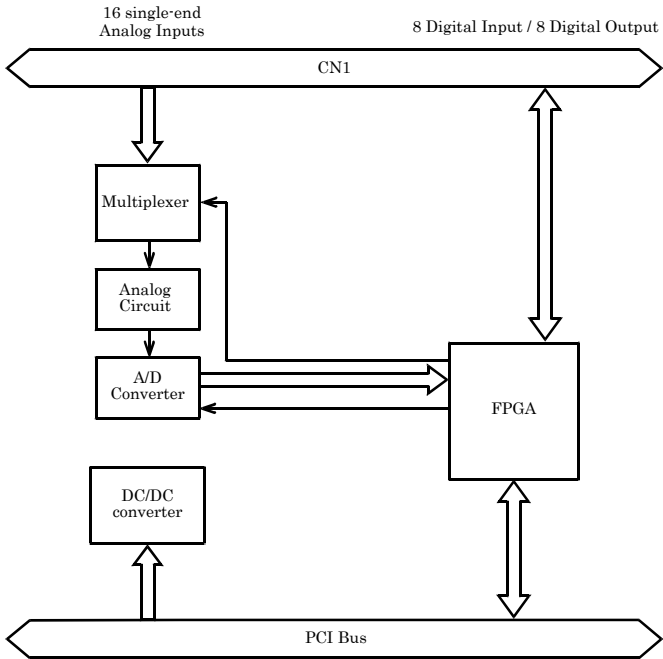 16 single-end
Analog Inputs
8 Digital Input / 8 Digital Output
CN1
Multiplexer
Analog
Circuit
A/D
Converter
FPGA
DC/DC
converter
PCI Bus